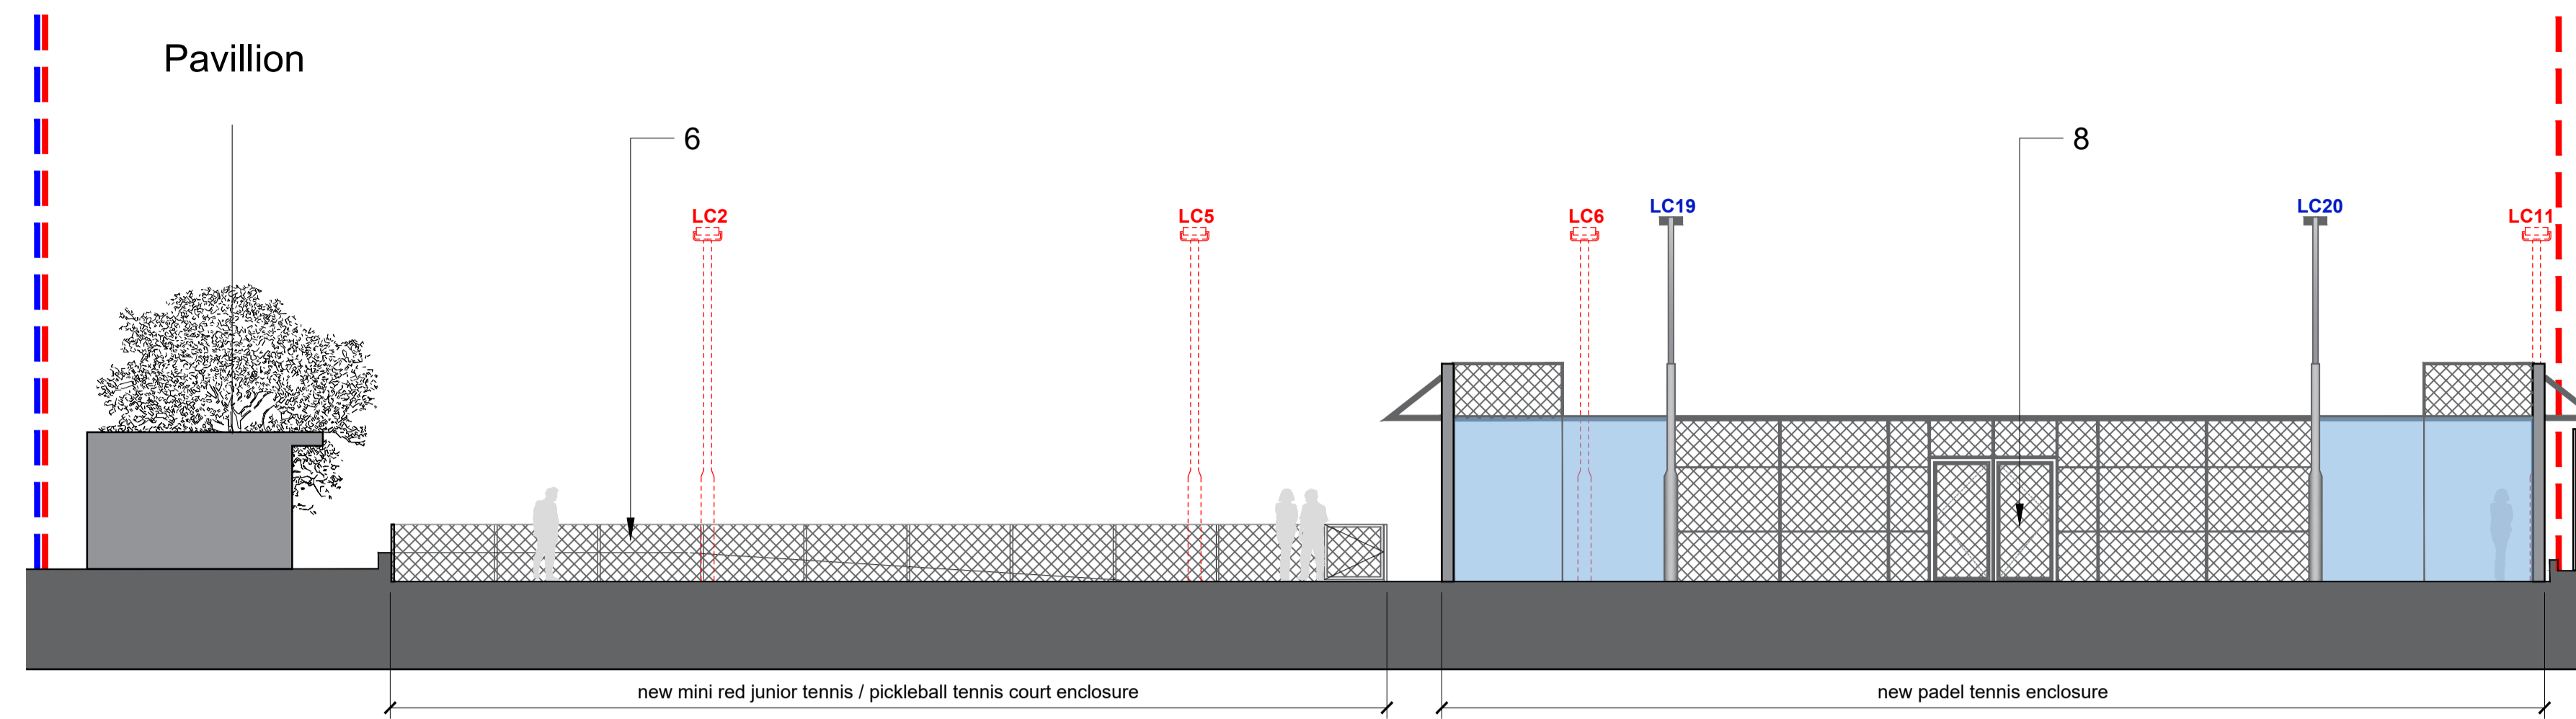 Pavillion
6
8
LC2
LC5
LC6
LC19
LC20
LC11
new mini red junior tennis / pickleball tennis court enclosure
new padel tennis enclosure